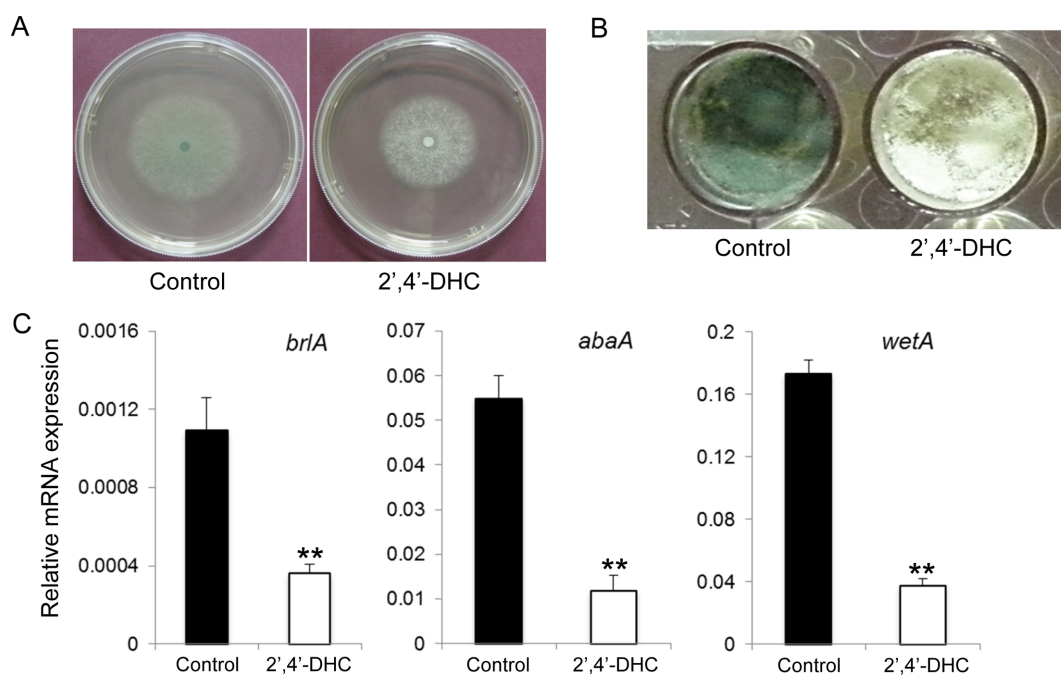 A
B
Control
2',4'-DHC
Control
2',4'-DHC
C
Relative mRNA expression
brlA
0.0016
0.0012
0.0008
0.0004
0
Control
2',4'-DHC
**
abaA
0.07
0.06
0.05
0.04
0.03
0.02
0.01
0
Control
2',4'-DHC
**
wetA
0.2
0.16
0.12
0.08
0.04
0
Control
2',4'-DHC
**